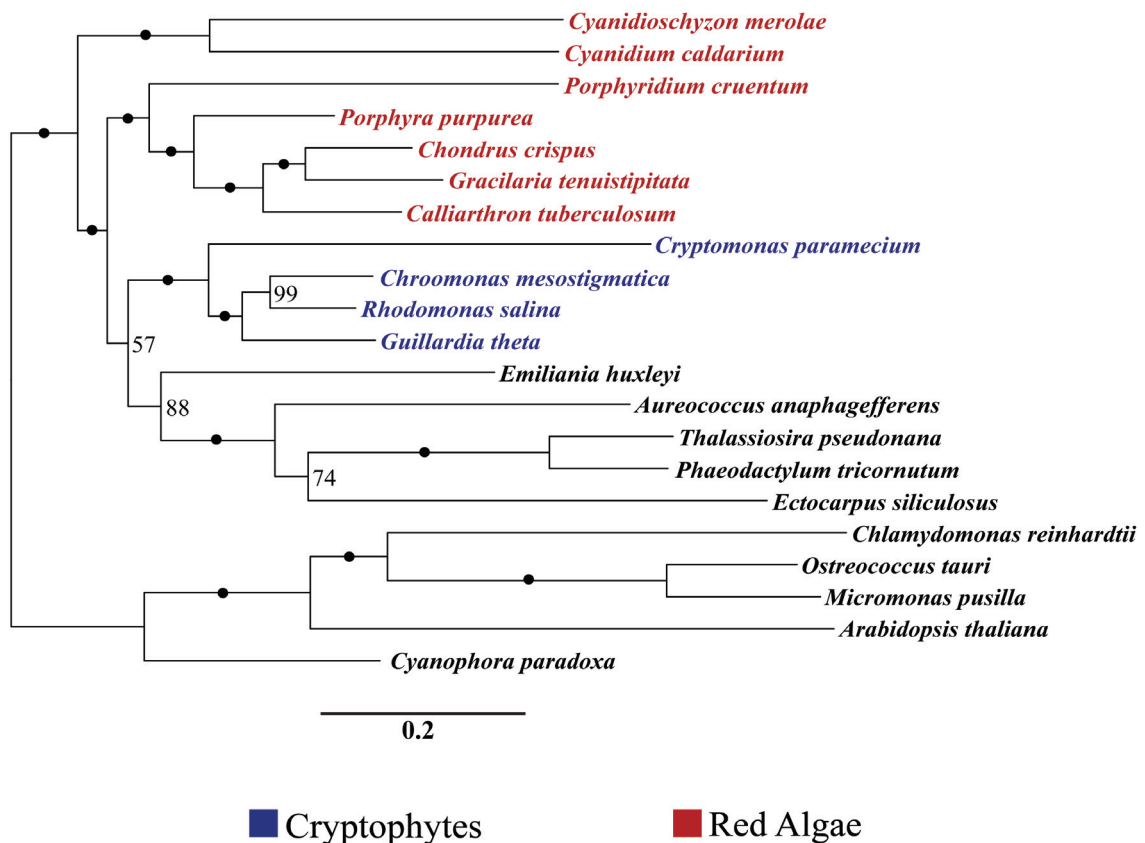 Cyanidioschyzon merolae
Cyanidium caldarium
Porphyridium cruentum
Porphyra purpurea
Chondrus crispus
Gracilaria tenuistipitata
Calliarthron tuberculosum
Cryptomonas paramecium
Chroomonas mesostigmatica
99
Rhodomonas salina
57
Guillardia theta
Emiliania huxleyi
88
Aureococcus anaphagefferens
Thalassiosira pseudonana
74
Phaeodactylum tricornutum
Ectocarpus siliculosus
Chlamydomonas reinhardtii
Ostreococcus tauri
Micromonas pusilla
Arabidopsis thaliana
Cyanophora paradoxa
0.2
Cryptophytes
Red Algae